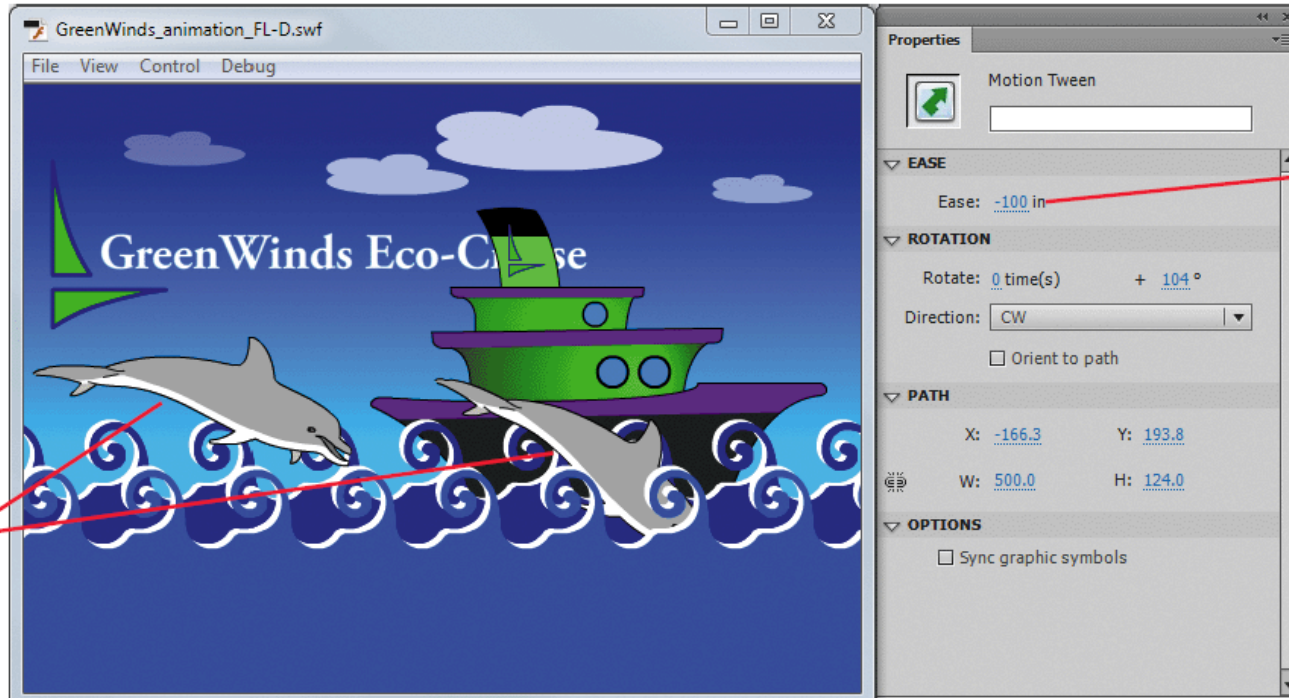 GreenWinds_animation_FL-D.swf
File View Control Debug
GreenWinds Eco-C se
Properties
Motion Tween
EASE
Ease: -100 in
ROTATION
Rotate: 0 time(s) + 104 °
Direction: CW
Orient to path
PATH
X: -166.3 Y: 193.8
W: 500.0 H: 124.0
OPTIONS
Sync graphic symbols